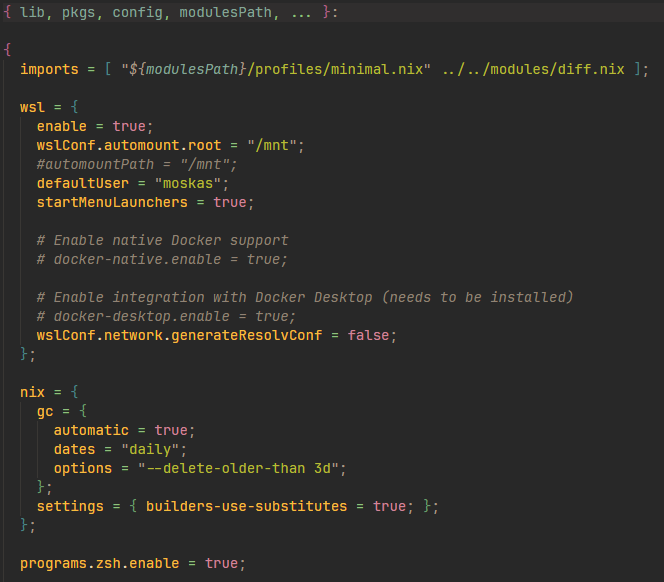 { lib, pkgs, config, modulesPath, ... }:
{
imports = [ "${modulesPath}/profiles/minimal.nix" ../../modules/diff.nix ];
wsl = {
enable = true;
wslConf.automount.root = "/mnt";
#automountPath = "/mnt";
defaultUser = "moskas";
startMenuLaunchers = true;
# Enable native Docker support
# docker-native.enable = true;
# Enable integration with Docker Desktop (needs to be installed)
# docker-desktop.enable = true;
wslConf.network.generateResolvConf = false;
};
nix = {
gc = {
automatic = true;
dates = "daily";
options = "--delete-older-than 3d";
};
settings = { builders-use-substitutes = true; };
};
programs.zsh.enable = true;